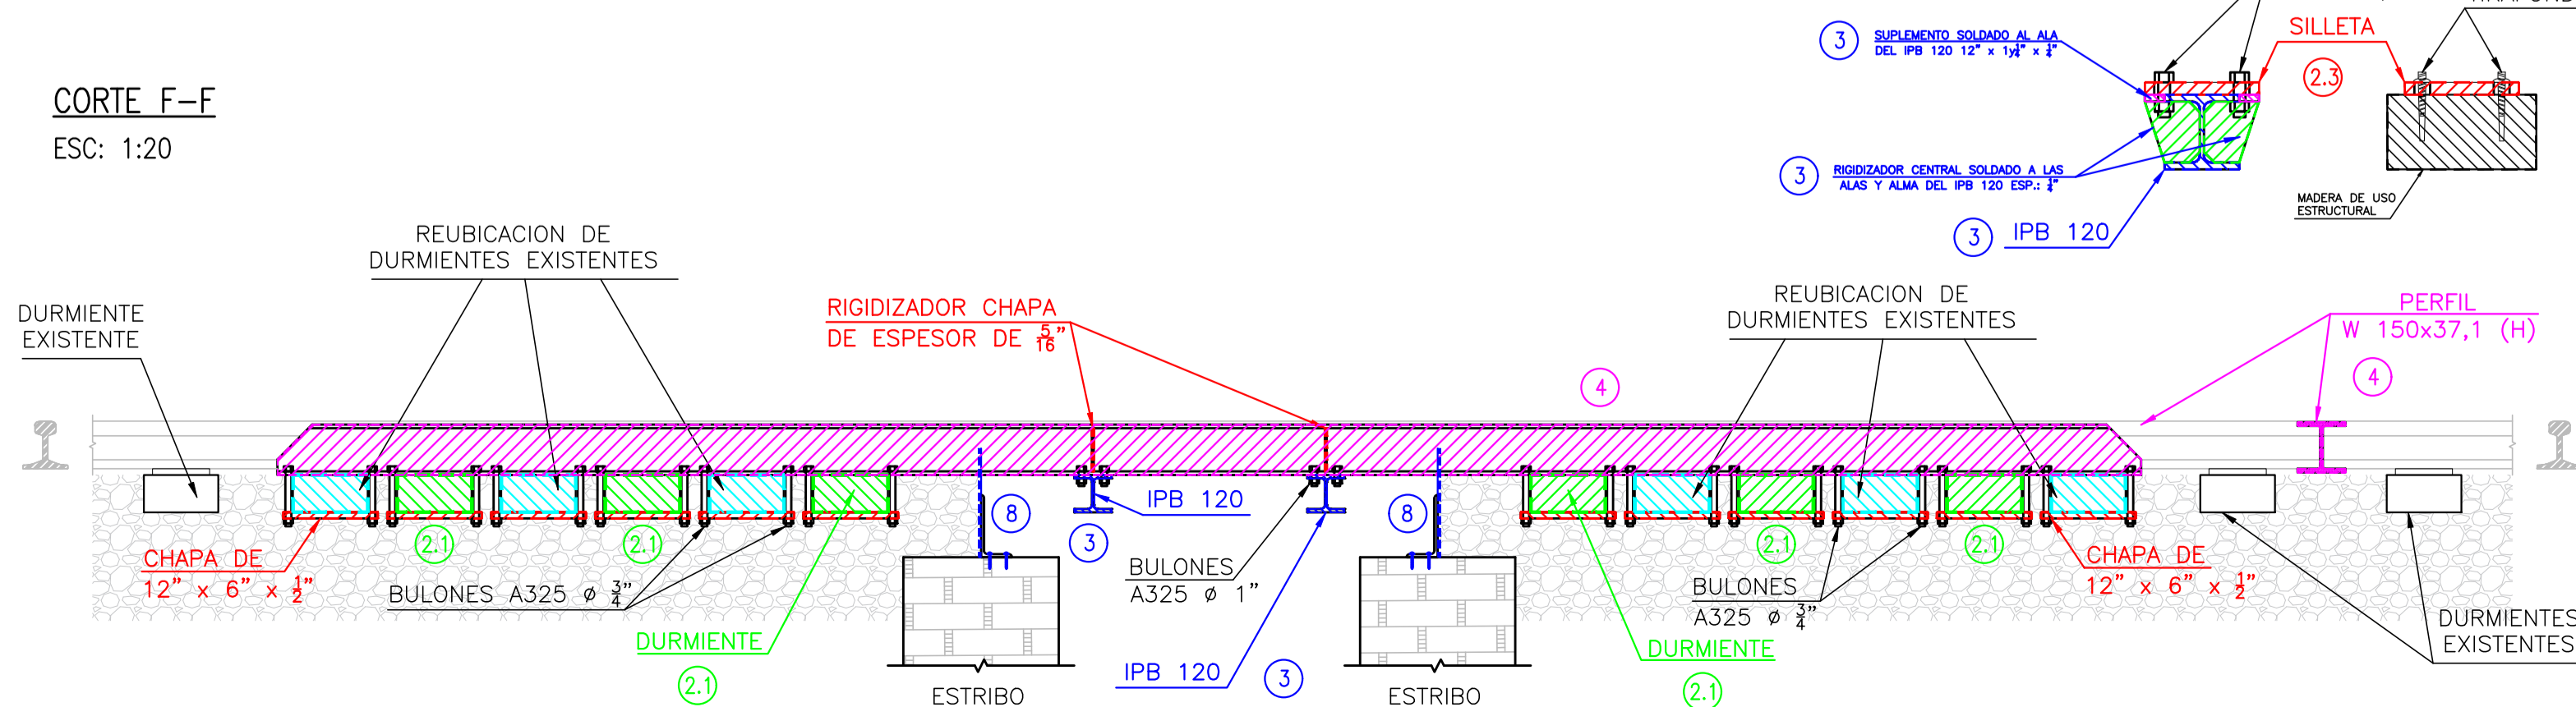 CORTE F-F
ESC: 1:20
3
SUPLEMENTO SOLDADO AL ALA
DEL IPB 120 12" x 1y¼" x ¼"
SILLETA
2.3
3
RIGIDIZADOR CENTRAL SOLDADO A LAS
ALAS Y ALMA DEL IPB 120 ESP.: ¼"
MADERA DE USO
ESTRUCTURAL
3
IPB 120
REUBICACION DE
DURMIENTES EXISTENTES
DURMIENTE
EXISTENTE
RIGIDIZADOR CHAPA
DE ESPESOR DE 5/16"
REUBICACION DE
DURMIENTES EXISTENTES
PERFIL
W 150x37,1 (H)
4
4
8
IPB 120
3
8
2.1
2.1
2.1
2.1
CHAPA DE
12" x 6" x ½"
BULONES A325 ø ¾"
BULONES
A325 ø 1"
BULONES
A325 ø ¾"
CHAPA DE
12" x 6" x ½"
DURMIENTE
2.1
IPB 120
3
DURMIENTE
2.1
DURMIENTES
EXISTENTES
ESTRIBO
ESTRIBO